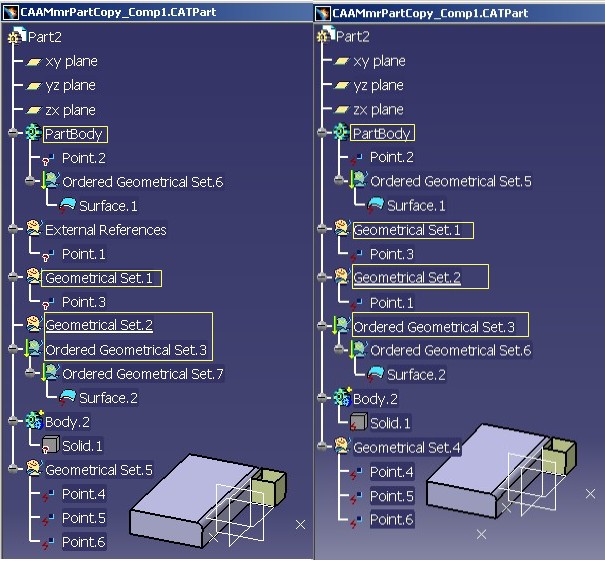 CAAMmrPartCopy_Comp1.CATPart
Part2
xy plane
yz plane
zx plane
PartBody
Point.2
Ordered Geometrical Set.6
Surface.1
External References
Point.1
Geometrical Set.1
Point.3
Geometrical Set.2
Ordered Geometrical Set.3
Ordered Geometrical Set.7
Surface.2
Body.2
Solid.1
Geometrical Set.5
Point.4
Point.5
Point.6
CAAMmrPartCopy_Comp1.CATPart
Part2
xy plane
yz plane
zx plane
PartBody
Point.2
Ordered Geometrical Set.5
Surface.1
Geometrical Set.1
Point.3
Geometrical Set.2
Point.1
Ordered Geometrical Set.3
Ordered Geometrical Set.6
Surface.2
Body.2
Solid.1
Geometrical Set.4
Point.4
Point.5
Point.6